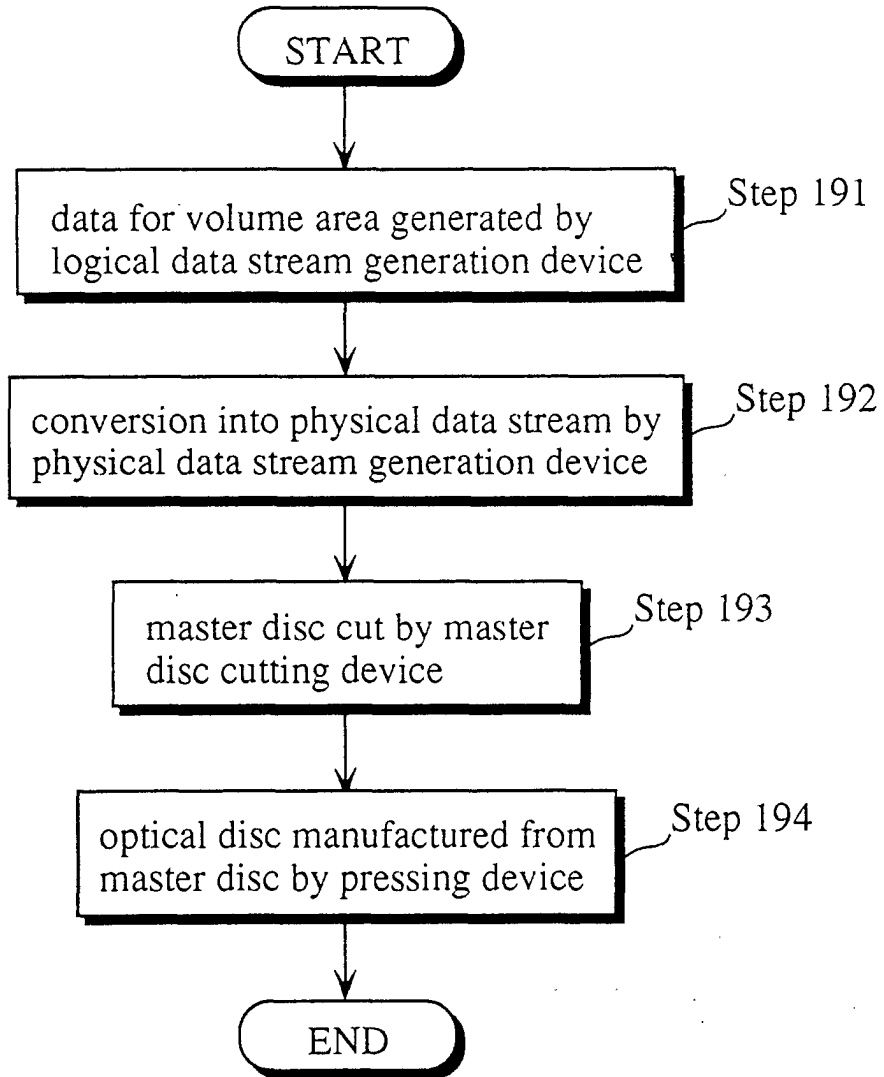 START
data for volume area generated by
logical data stream generation device
Step 191
conversion into physical data stream by
physical data stream generation device
Step 192
master disc cut by master
disc cutting device
Step 193
optical disc manufactured from
master disc by pressing device
Step 194
END